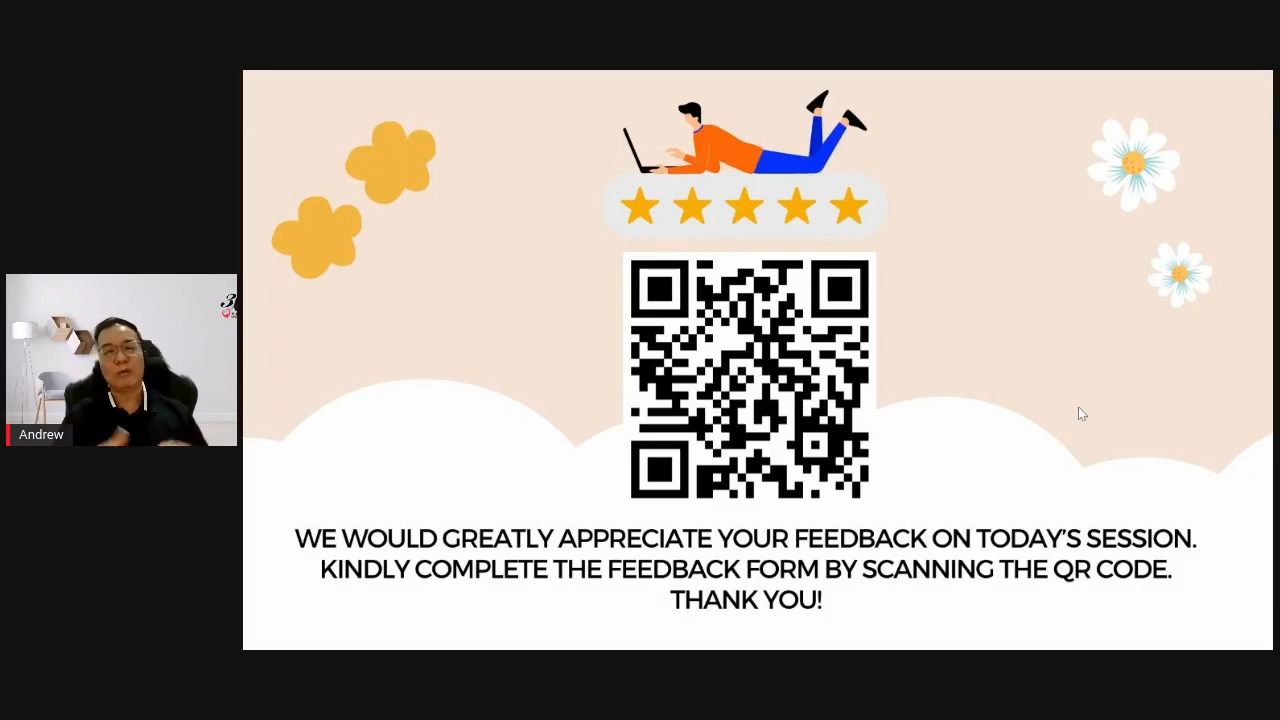 Andrew
WE WOULD GREATLY APPRECIATE YOUR FEEDBACK ON TODAY'S SESSION.
KINDLY COMPLETE THE FEEDBACK FORM BY SCANNING THE QR CODE.
THANK YOU!